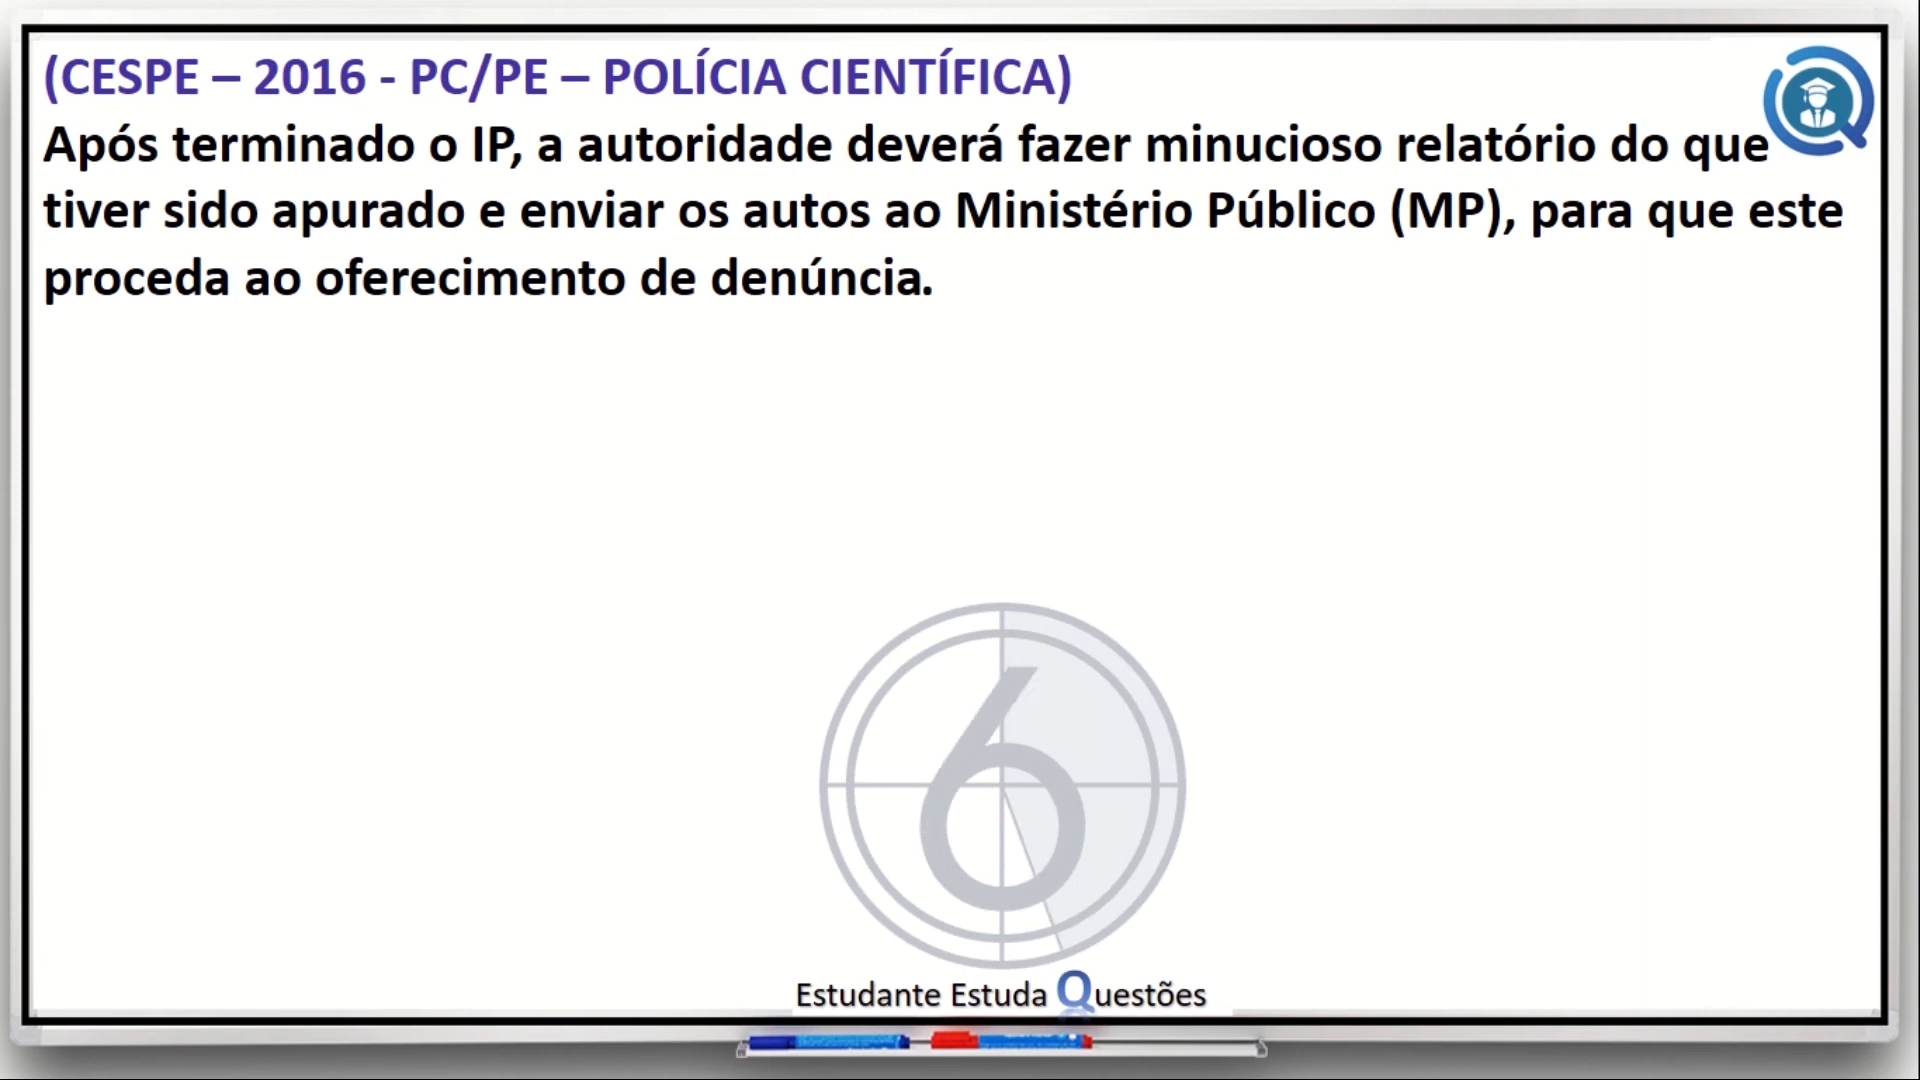 (CESPE – 2016 - PC/PE – POLÍCIA CIENTÍFICA)
Após terminado o IP, a autoridade deverá fazer minucioso relatório do que
tiver sido apurado e enviar os autos ao Ministério Público (MP), para que este
proceda ao oferecimento de denúncia.
6
Estudante Estuda Questões